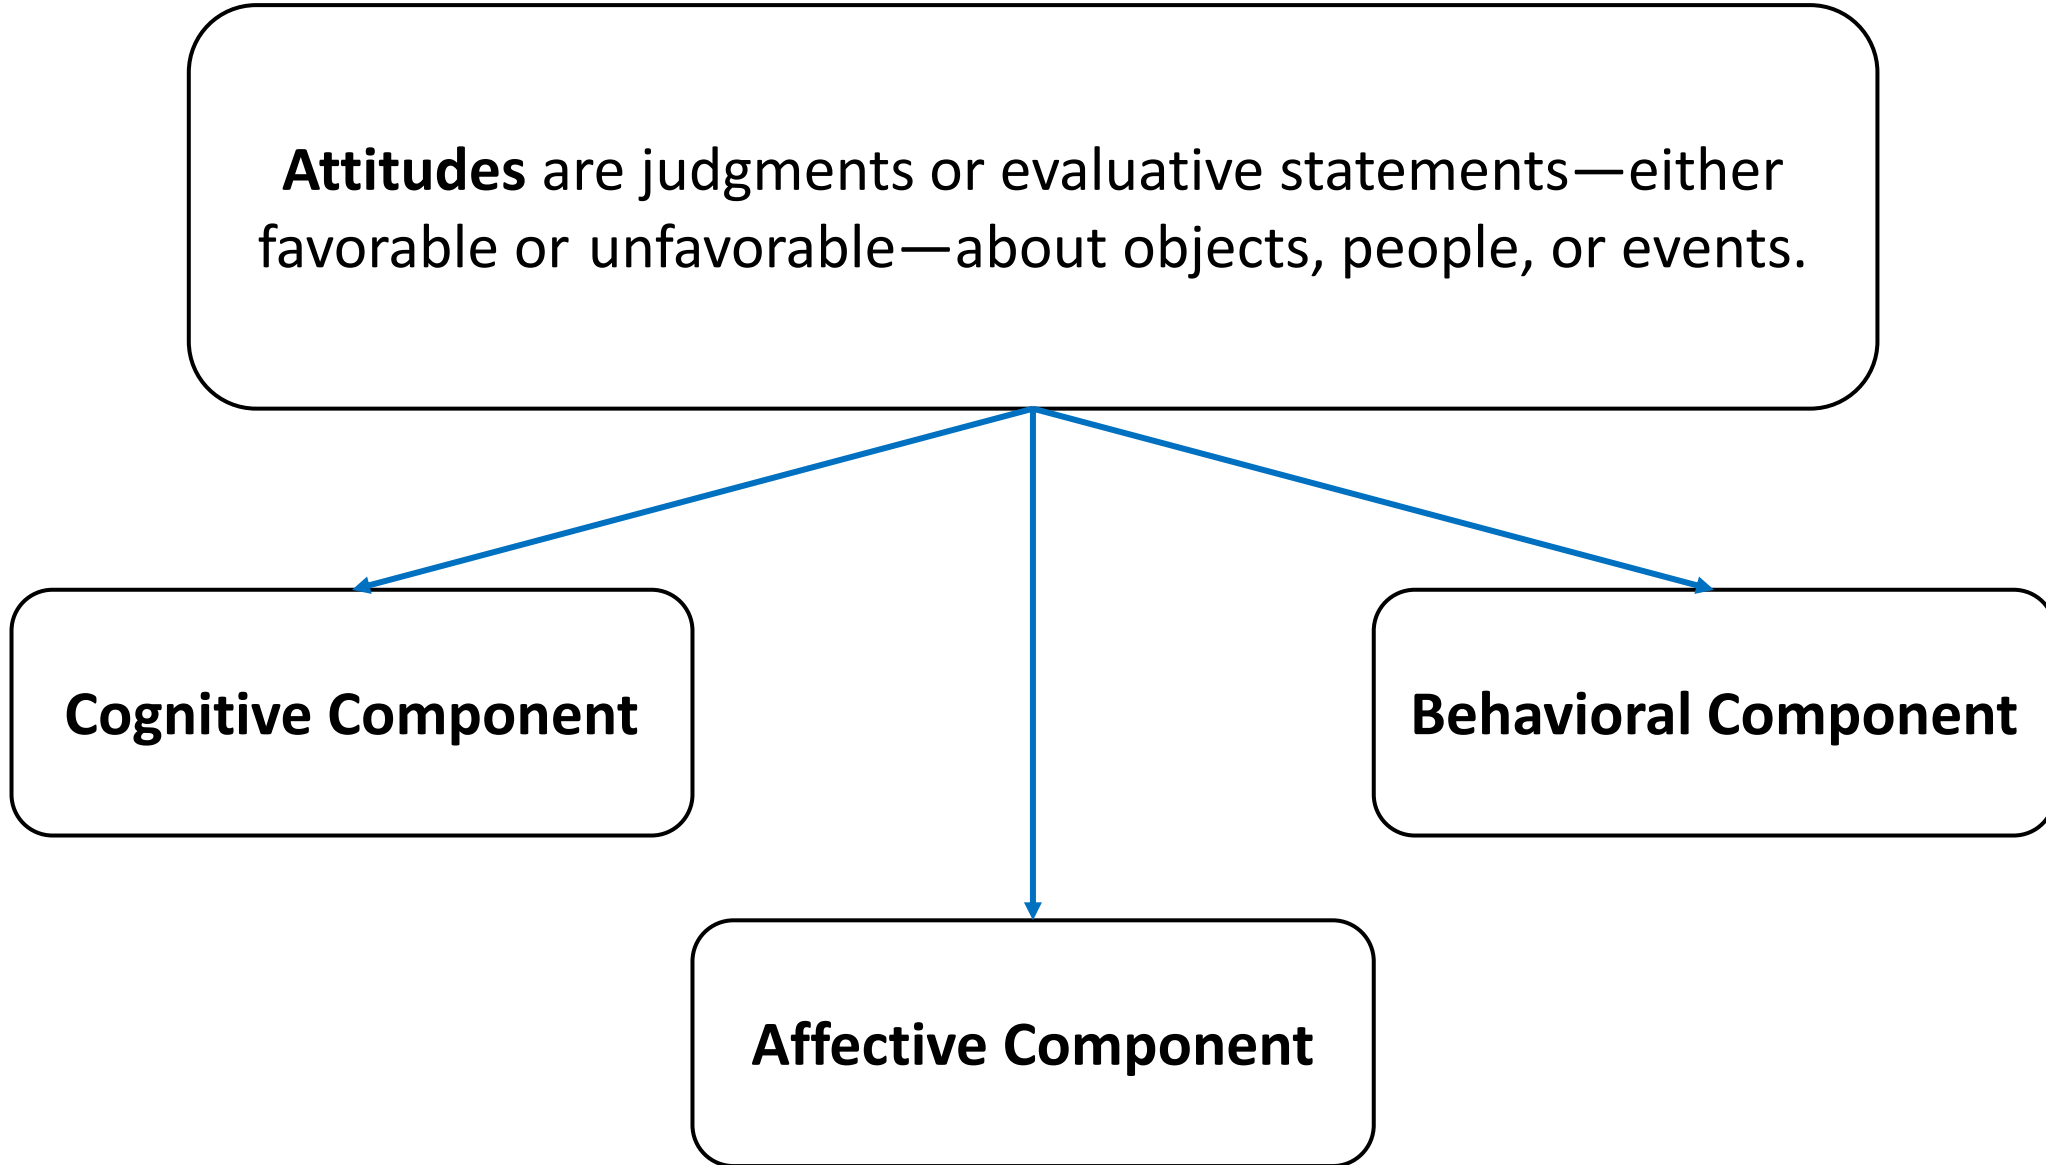 Attitudes are judgments or evaluative statements—either
favorable or unfavorable—about objects, people, or events.
Cognitive Component
Behavioral Component
Affective Component